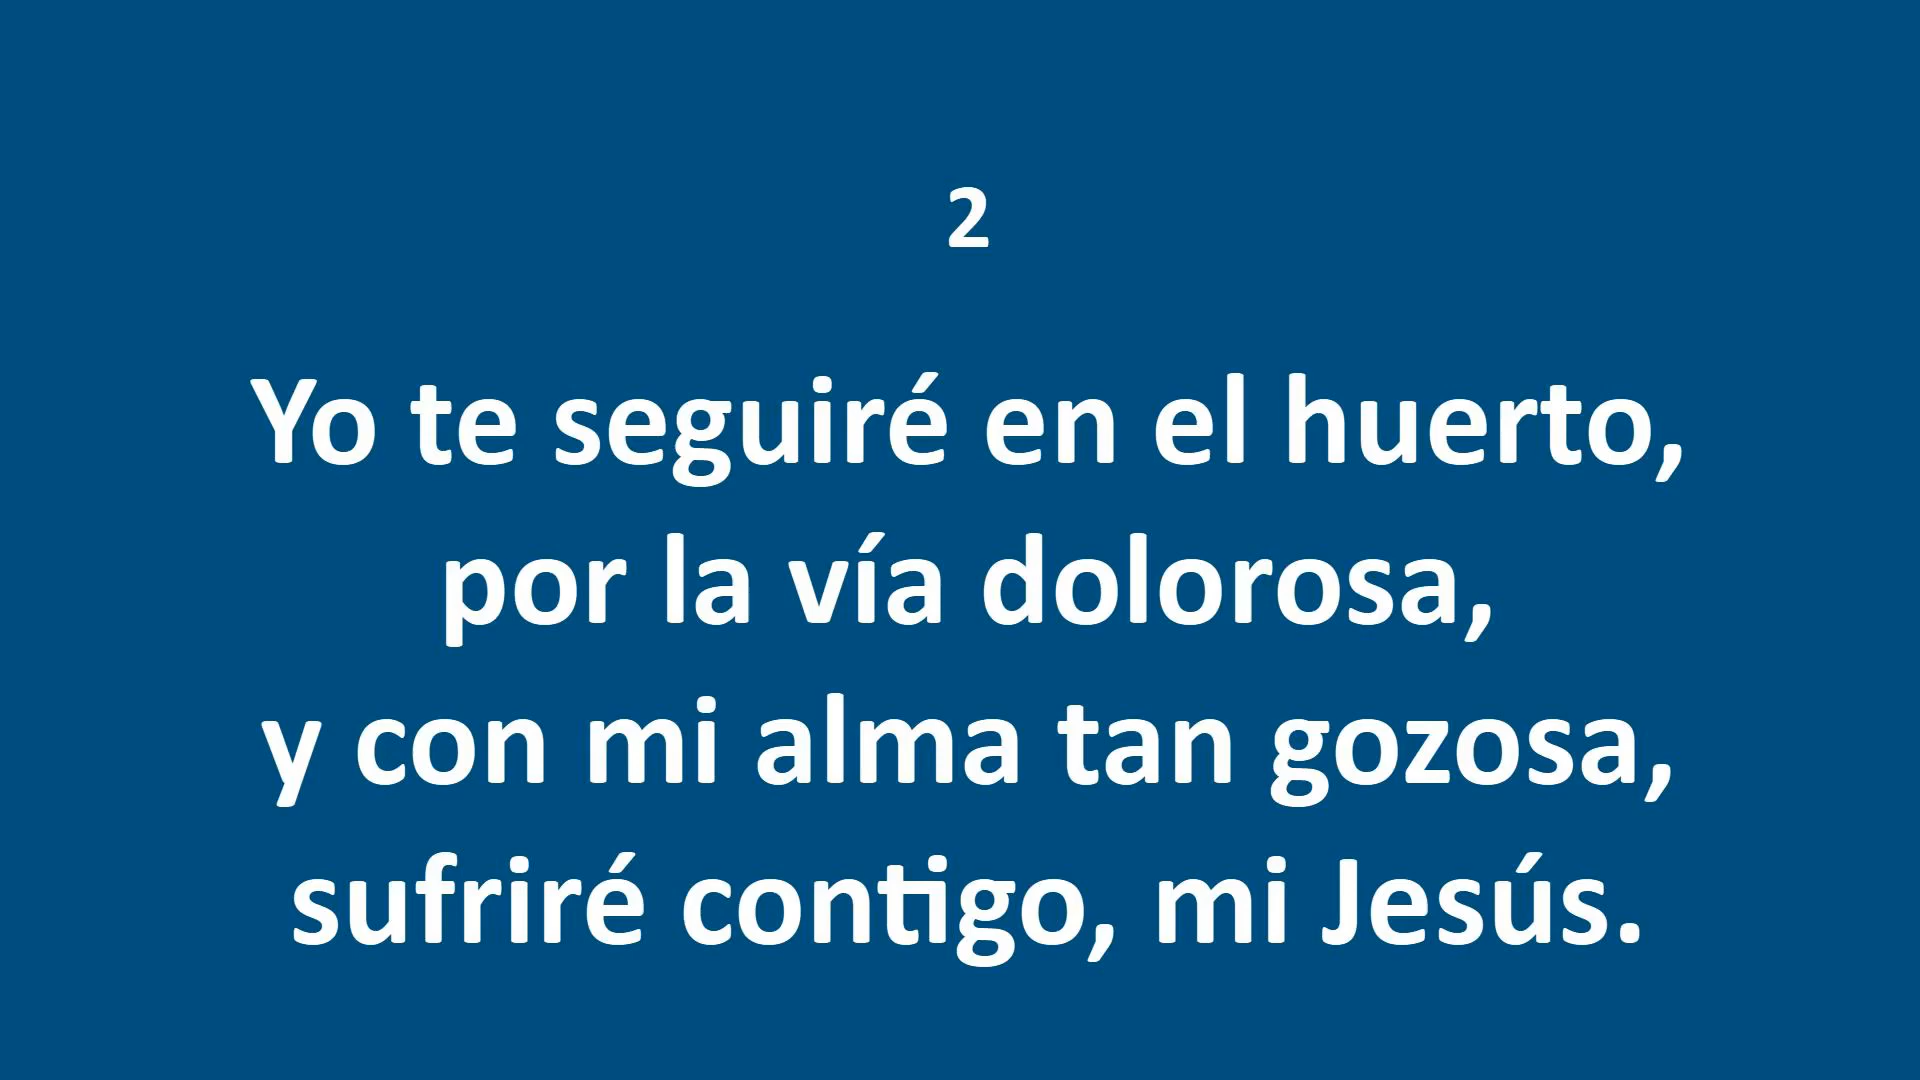 2
Yo te seguiré en el huerto,
por la vía dolorosa,
y con mi alma tan gozosa,
sufriré contigo, mi Jesús.